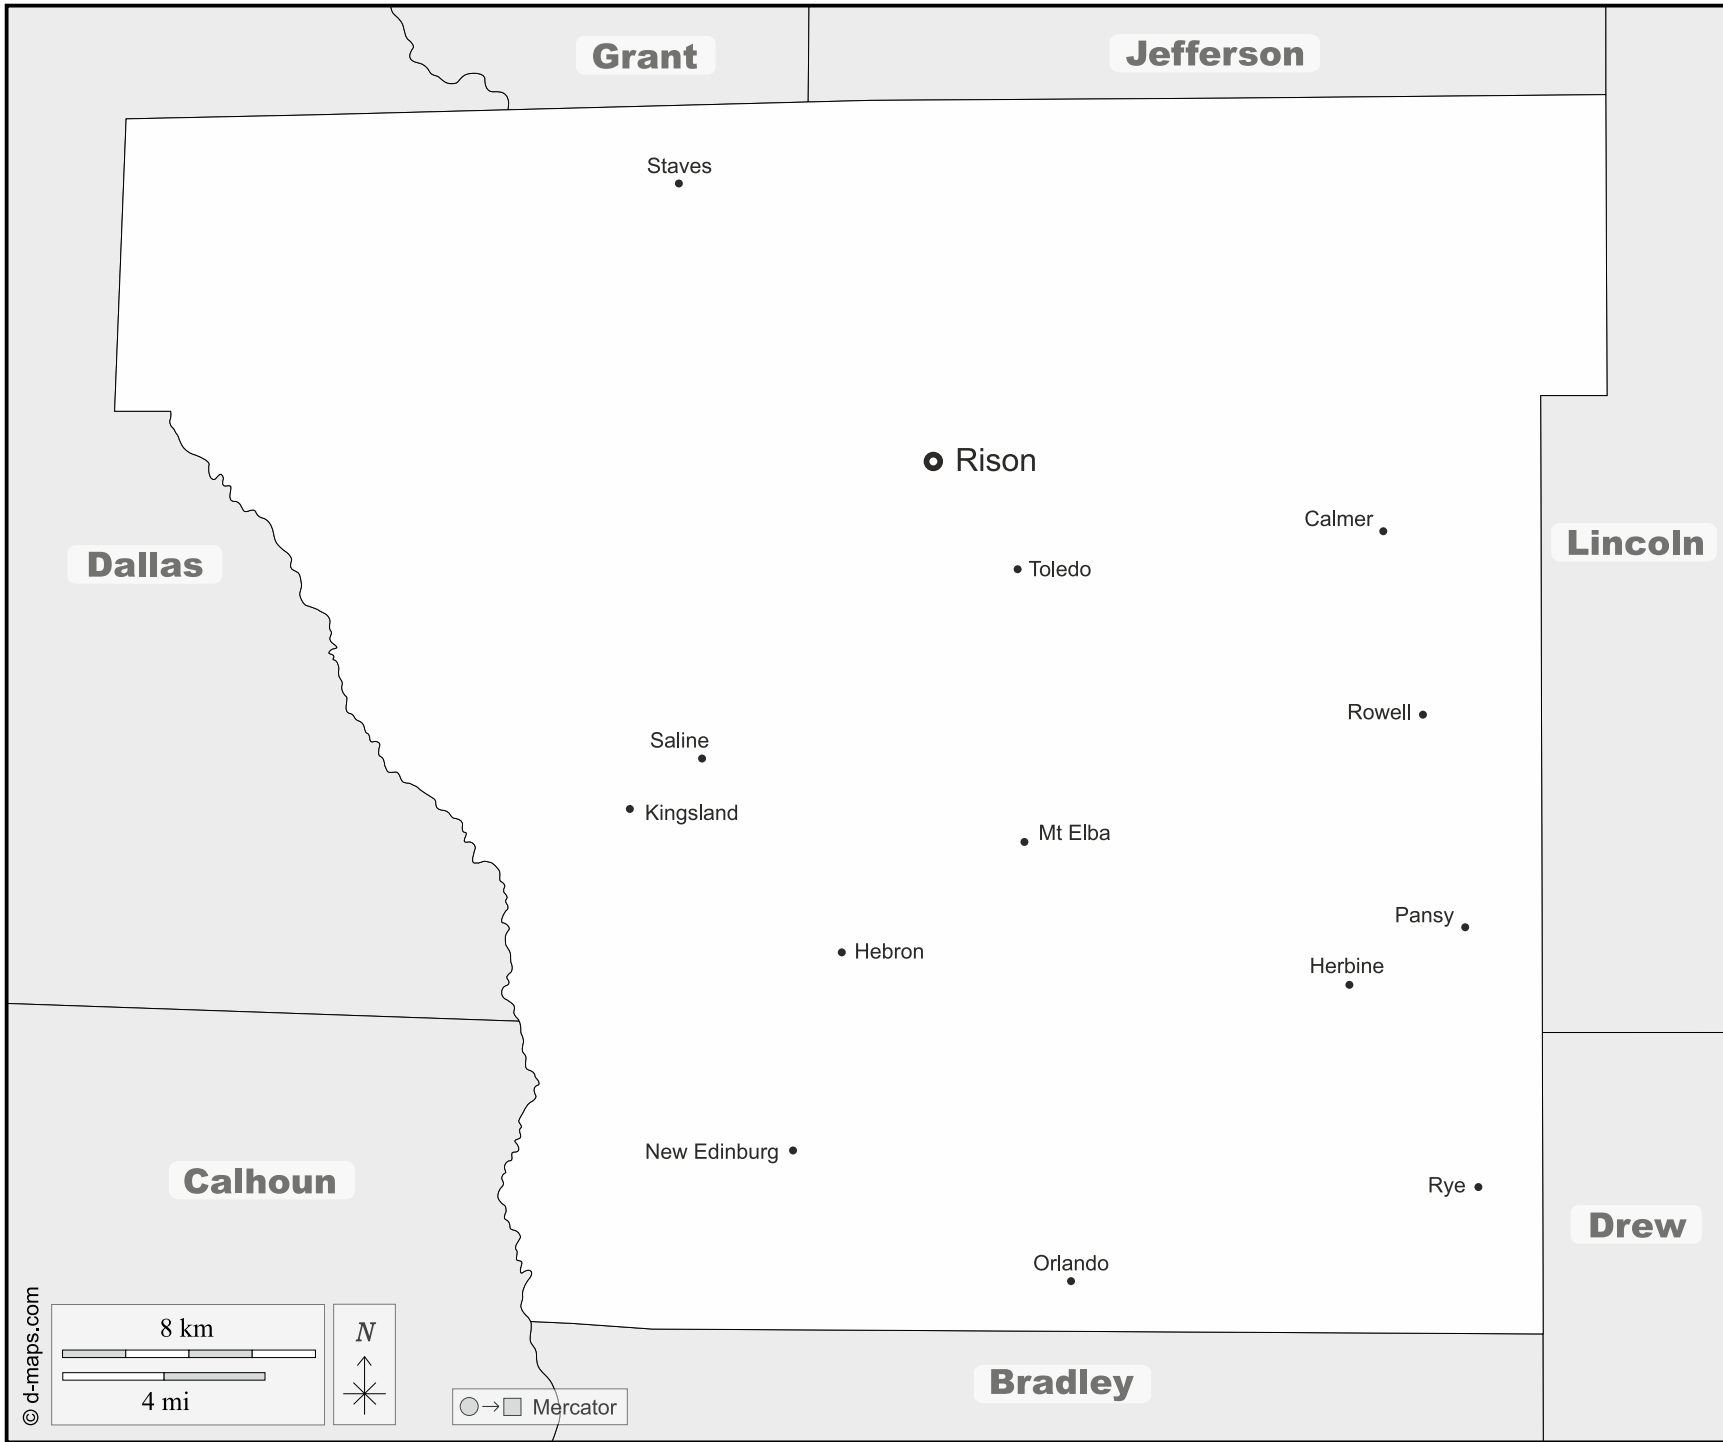 Grant
Jefferson
Staves
Rison
Calmer
Lincoln
Dallas
Toledo
Rowell
Saline
Kingsland
Mt Elba
Pansy
Hebron
Herbine
New Edinburg
Calhoun
Rye
Drew
Orlando
© d-maps.com
8 km
4 mi
N
Bradley
Mercator